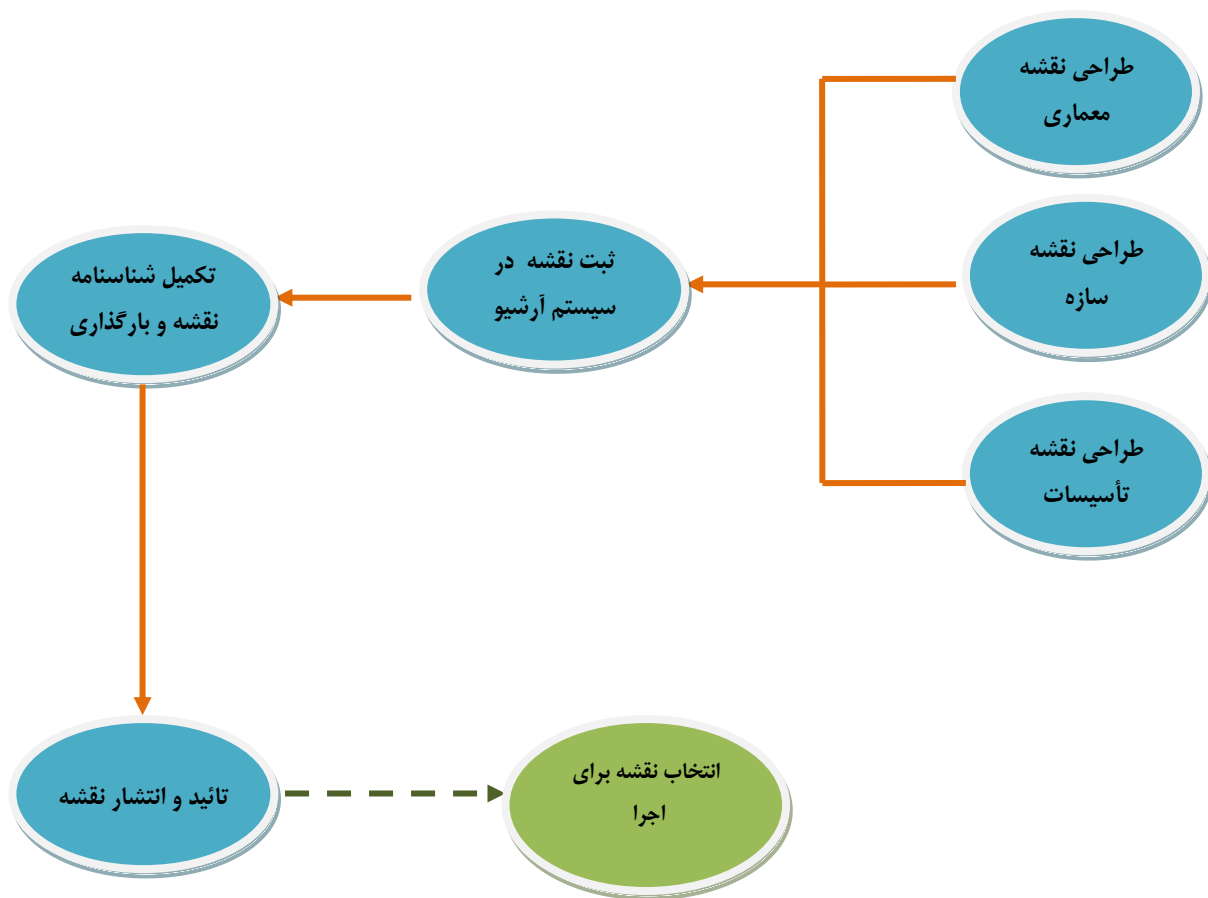 طراحی نقشه
معماری
طراحی نقشه
سازه
طراحی نقشه
تأسیسات
ثبت نقشه در
سیستم آرشیو
تکمیل شناسنامه
نقشه و بارگذاری
تائید و انتشار نقشه
انتخاب نقشه برای
اجرا